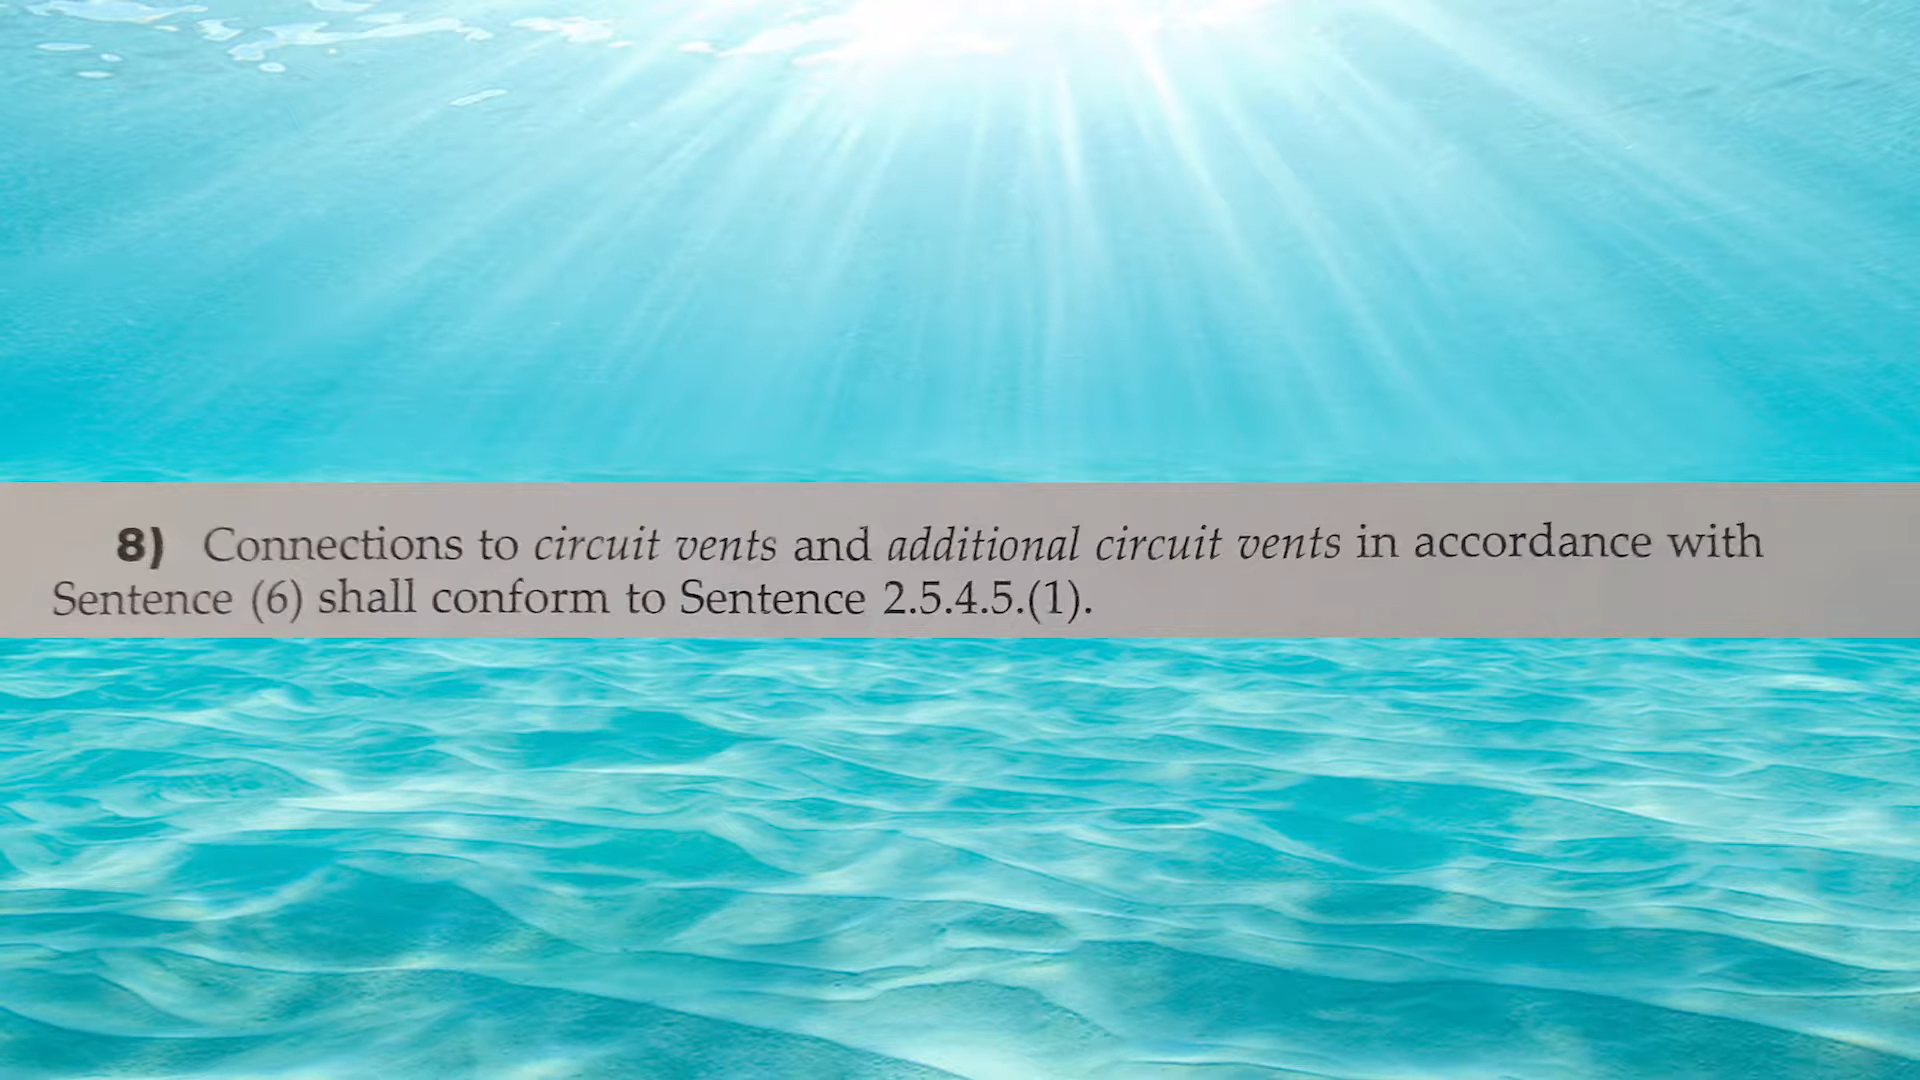 8) Connections to circuit vents and additional circuit vents in accordance with
Sentence (6) shall conform to Sentence 2.5.4.5.(1).